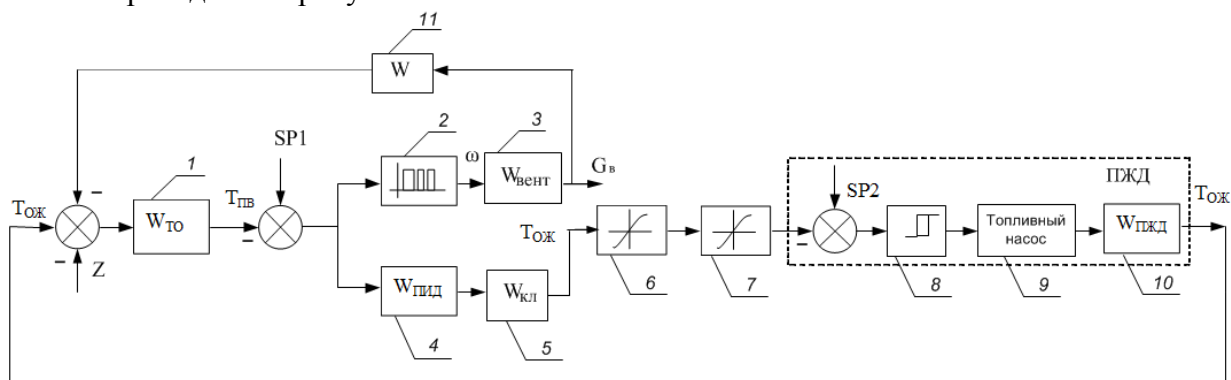 11
W
2
3
SP1
ω
Wвент
Gв
1
Tож
Wто
Tпв
Z
Wпид
Wкл
4
5
Tож
6
7
SP2
ПЖД
Топливный
насос
Wпжд
Tож
8
9
10